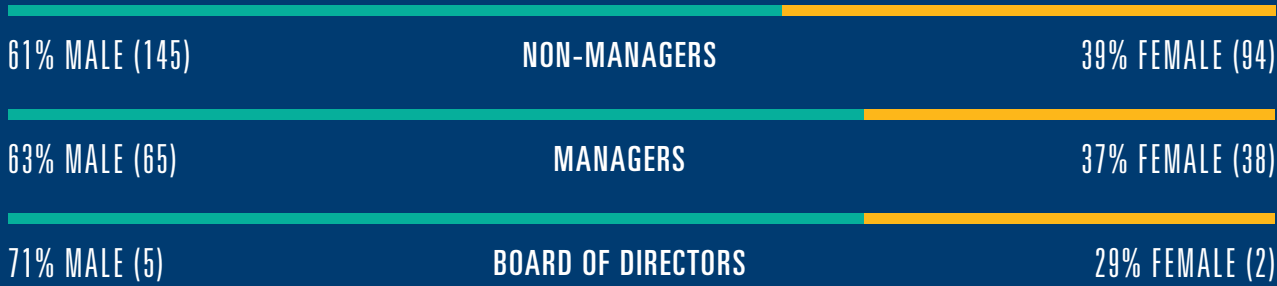 61% MALE (145) NON-MANAGERS 39% FEMALE (94)
63% MALE (65) MANAGERS 37% FEMALE (38)
71% MALE (5) BOARD OF DIRECTORS 29% FEMALE (2)